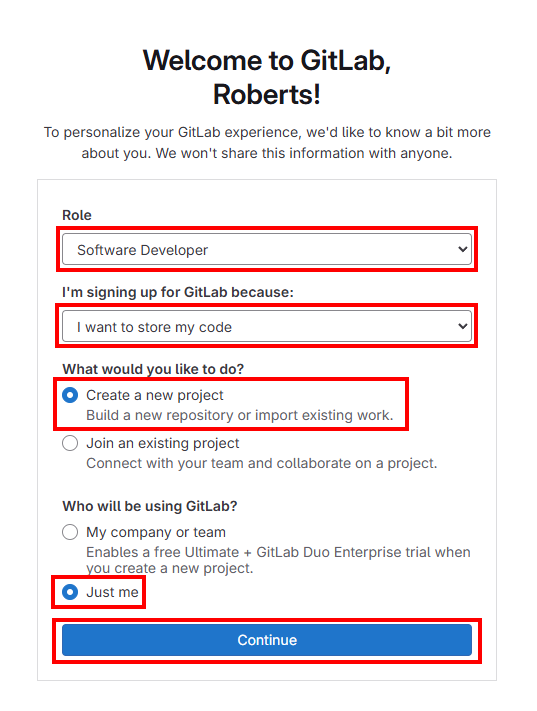 Welcome to GitLab,
Roberts!
To personalize your GitLab experience, we'd like to know a bit more
about you. We won't share this information with anyone.
Role
Software Developer
I'm signing up for GitLab because:
I want to store my code
What would you like to do?
Create a new project
Build a new repository or import existing work.
Join an existing project
Connect with your team and collaborate on a project.
Who will be using GitLab?
My company or team
Enables a free Ultimate + GitLab Duo Enterprise trial when
you create a new project.
Just me
Continue